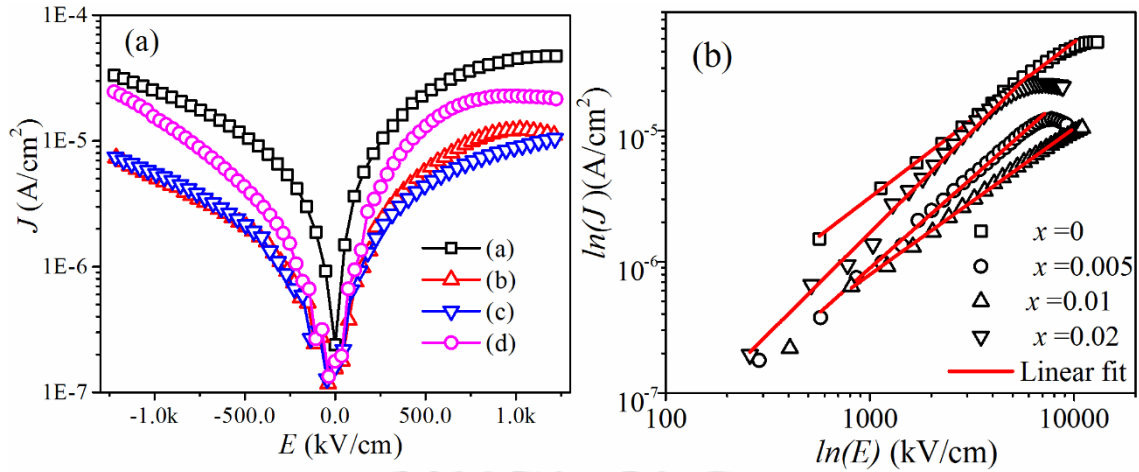 (a)
1E-4
1E-5
1E-6
1E-7
J (A/cm²)
-1.0k -500.0 0.0 500.0 1.0k
E (kV/cm)
(a)
(b)
(c)
(d)
(b)
10⁻⁵
10⁻⁶
10⁻⁷
ln(J )(A/cm²)
100 1000 10000
ln(E) (kV/cm)
x =0
x =0.005
x =0.01
x =0.02
Linear fit